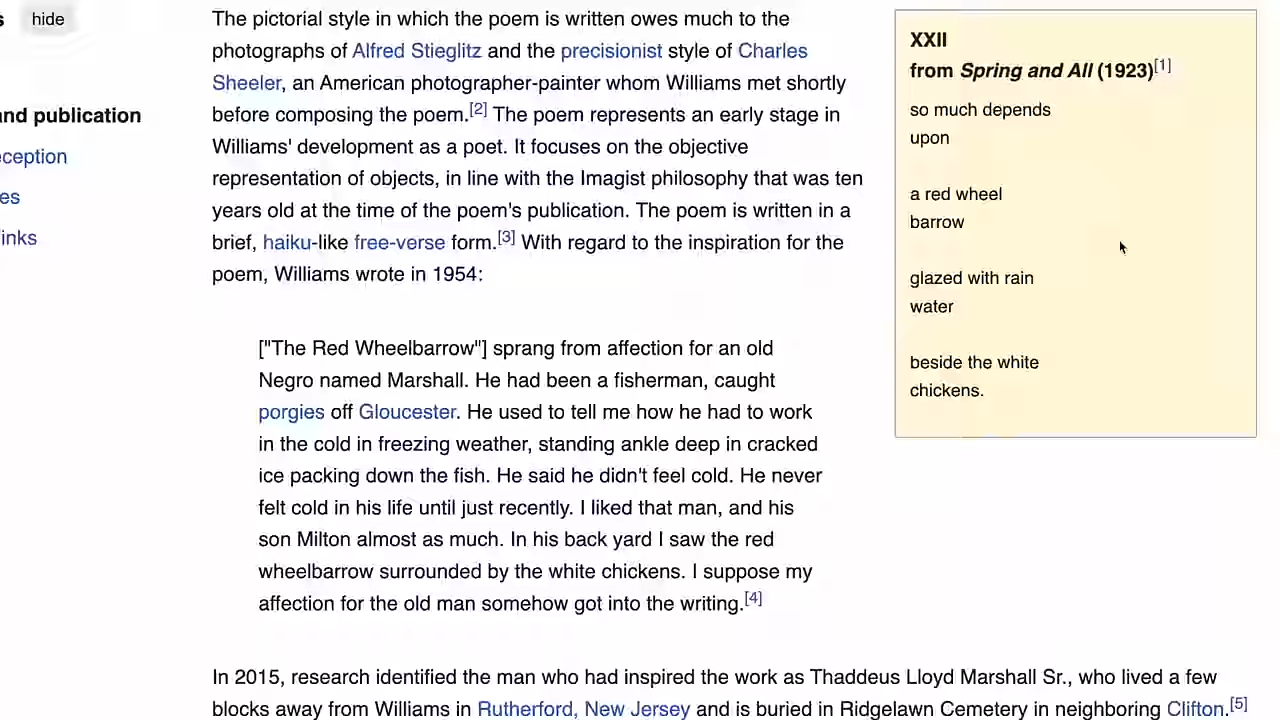 s hide
nd publication
ception
es
inks
The pictorial style in which the poem is written owes much to the
photographs of Alfred Stieglitz and the precisionist style of Charles
Sheeler, an American photographer-painter whom Williams met shortly
before composing the poem.[2] The poem represents an early stage in
Williams' development as a poet. It focuses on the objective
representation of objects, in line with the Imagist philosophy that was ten
years old at the time of the poem's publication. The poem is written in a
brief, haiku-like free-verse form.[3] With regard to the inspiration for the
poem, Williams wrote in 1954:
["The Red Wheelbarrow"] sprang from affection for an old
Negro named Marshall. He had been a fisherman, caught
porgies off Gloucester. He used to tell me how he had to work
in the cold in freezing weather, standing ankle deep in cracked
ice packing down the fish. He said he didn't feel cold. He never
felt cold in his life until just recently. I liked that man, and his
son Milton almost as much. In his back yard I saw the red
wheelbarrow surrounded by the white chickens. I suppose my
affection for the old man somehow got into the writing.[4]
In 2015, research identified the man who had inspired the work as Thaddeus Lloyd Marshall Sr., who lived a few
blocks away from Williams in Rutherford, New Jersey and is buried in Ridgelawn Cemetery in neighboring Clifton.[5]
XXII
from Spring and All (1923)[1]
so much depends
upon
a red wheel
barrow
glazed with rain
water
beside the white
chickens.